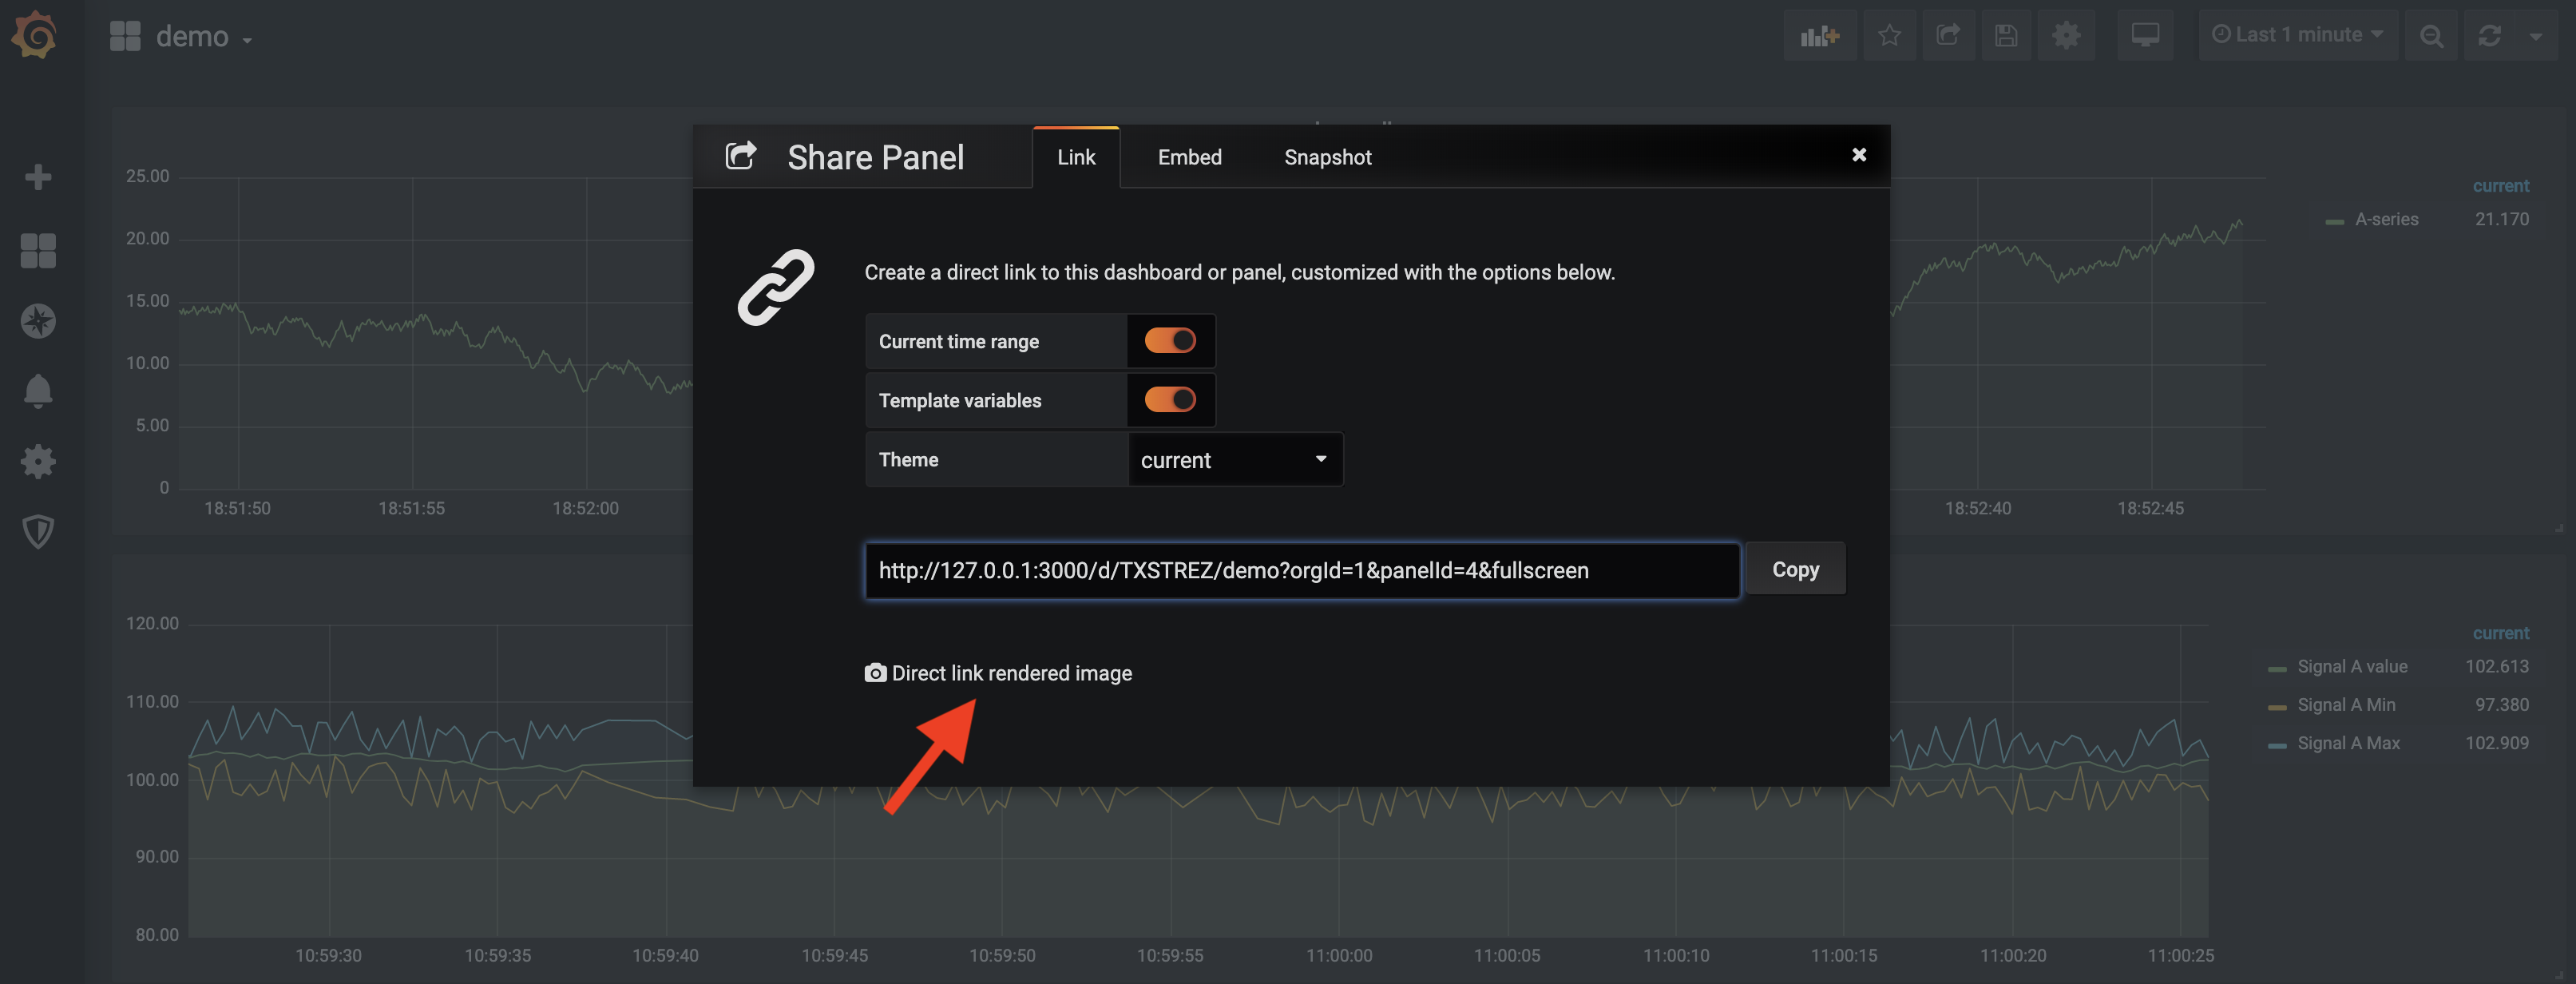 demo
Last 1 minute
Share Panel
Link
Embed
Snapshot
Create a direct link to this dashboard or panel, customized with the options below.
Current time range
Template variables
Theme
current
http://127.0.0.1:3000/d/TXSTREZ/demo?orgId=1&panelId=4&fullscreen
Copy
Direct link rendered image
25.00
20.00
15.00
10.00
5.00
0
18:51:50
18:51:55
18:52:00
18:52:40
18:52:45
current
A-series 21.170
120.00
110.00
100.00
90.00
80.00
10:59:30
10:59:35
10:59:40
10:59:45
10:59:50
10:59:55
11:00:00
11:00:05
11:00:10
11:00:15
11:00:20
11:00:25
current
Signal A value 102.613
Signal A Min 97.380
Signal A Max 102.909